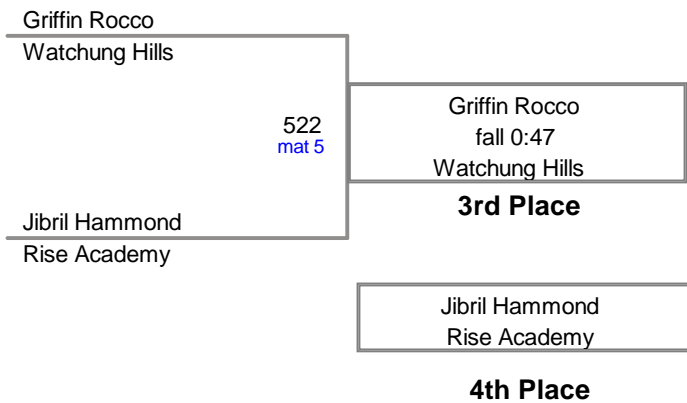 Griffin Rocco
Watchung Hills
522
mat 5
Griffin Rocco
fall 0:47
Watchung Hills
3rd Place
Jibril Hammond
Rise Academy
Jibril Hammond
Rise Academy
4th Place